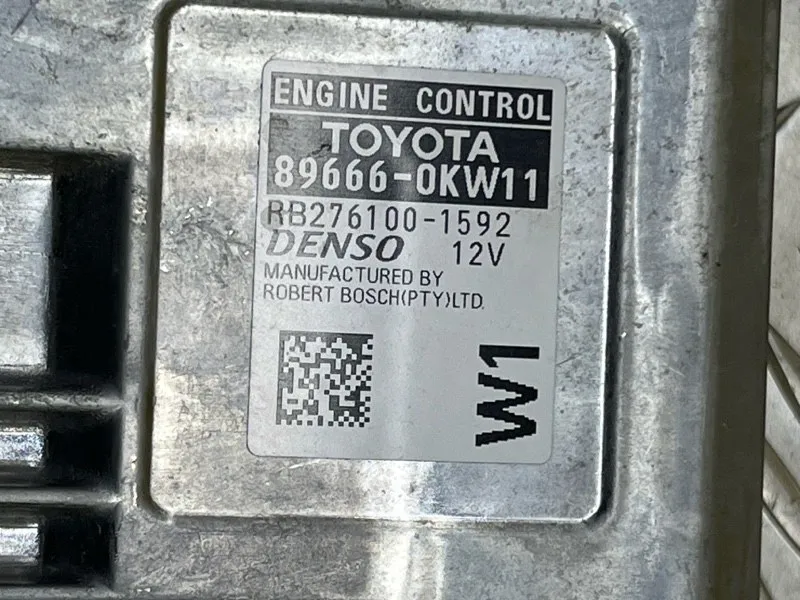 ENGINE CONTROL
TOYOTA
89666-0KW11
RB276100-1592
DENSO 12V
MANUFACTURED BY
ROBERT BOSCH(PTY)LTD.
W1